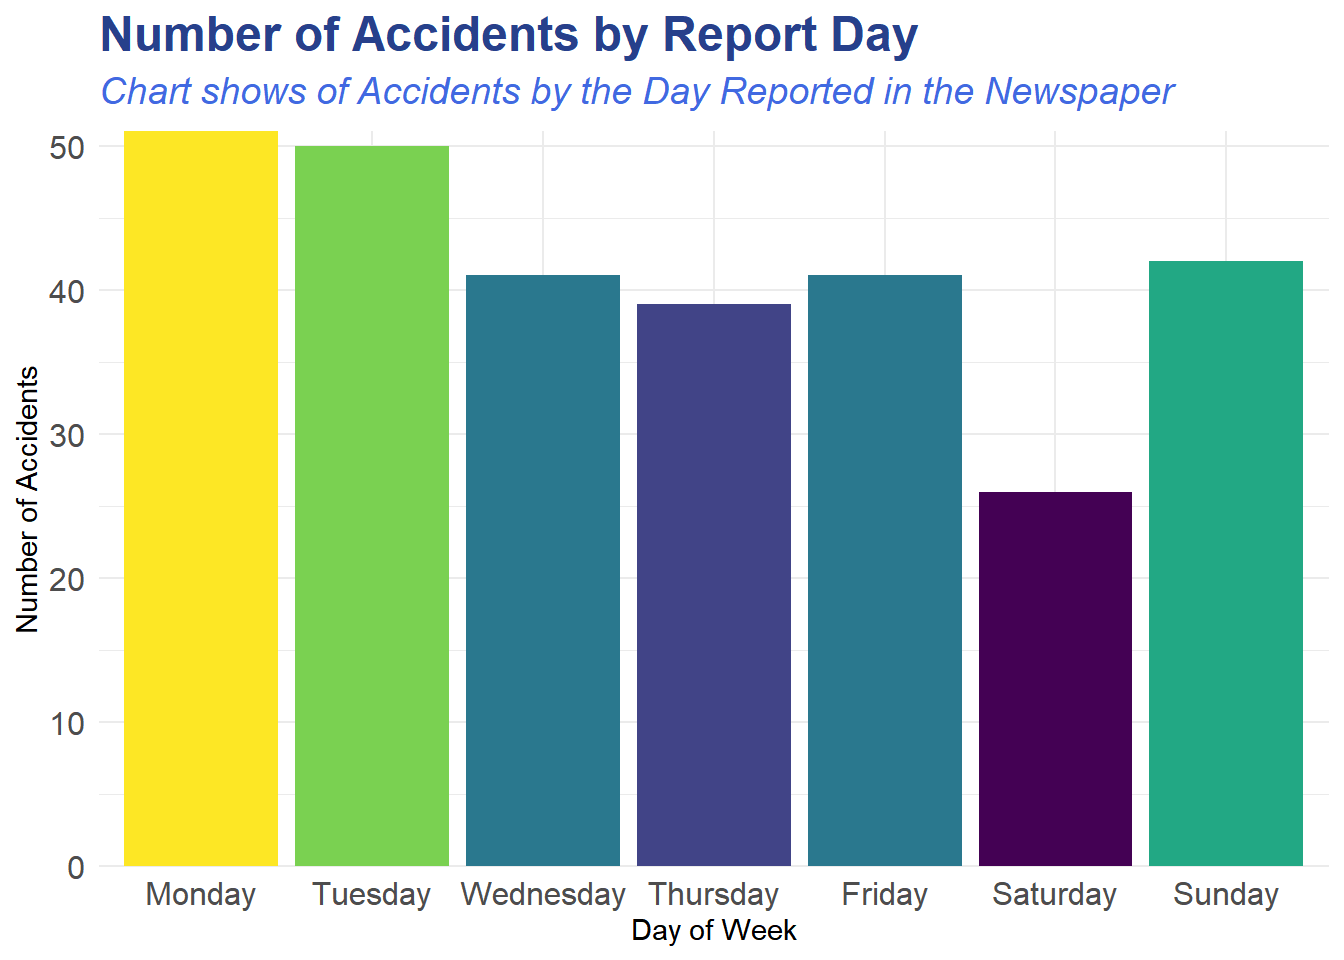 Number of Accidents by Report Day
Chart shows of Accidents by the Day Reported in the Newspaper
50
40
30
20
10
0
Number of Accidents
Monday Tuesday Wednesday Thursday Friday Saturday Sunday
Day of Week